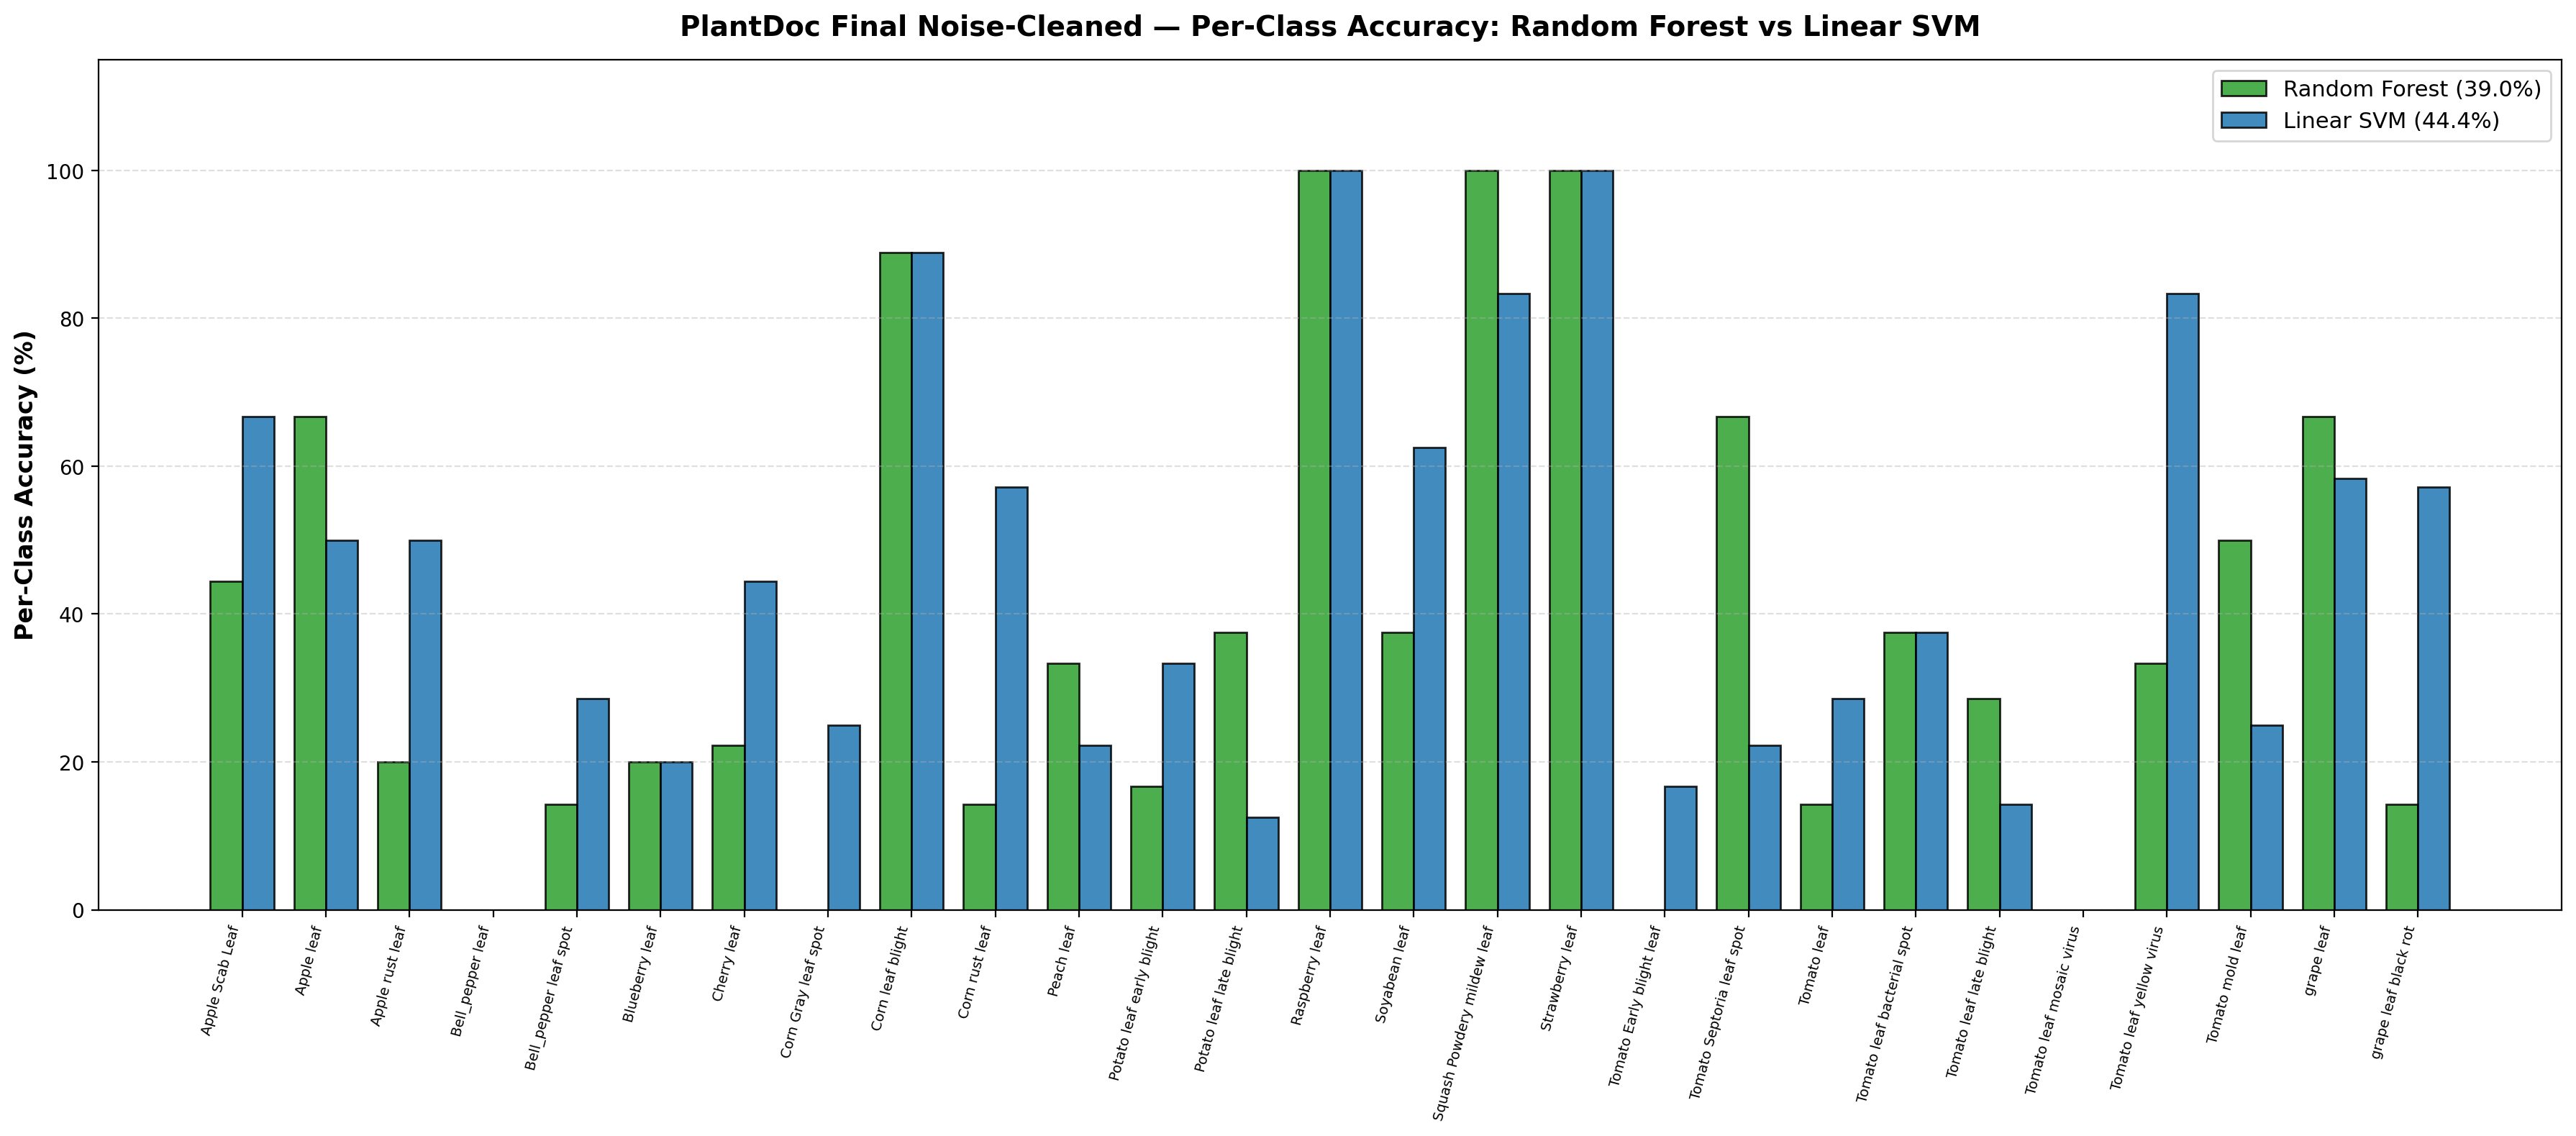 PlantDoc Final Noise-Cleaned — Per-Class Accuracy: Random Forest vs Linear SVM
Random Forest (39.0%)
Linear SVM (44.4%)
Per-Class Accuracy (%)
100
80
60
40
20
0
Apple Scab Leaf
Apple leaf
Apple rust leaf
Bell_pepper leaf
Bell_pepper leaf spot
Blueberry leaf
Cherry leaf
Corn Gray leaf spot
Corn leaf blight
Corn rust leaf
Peach leaf
Potato leaf early blight
Potato leaf late blight
Raspberry leaf
Soyabean leaf
Squash Powdery mildew leaf
Strawberry leaf
Tomato Early blight leaf
Tomato Septoria leaf spot
Tomato leaf
Tomato leaf bacterial spot
Tomato leaf late blight
Tomato leaf mosaic virus
Tomato leaf yellow virus
Tomato mold leaf
grape leaf
grape leaf black rot